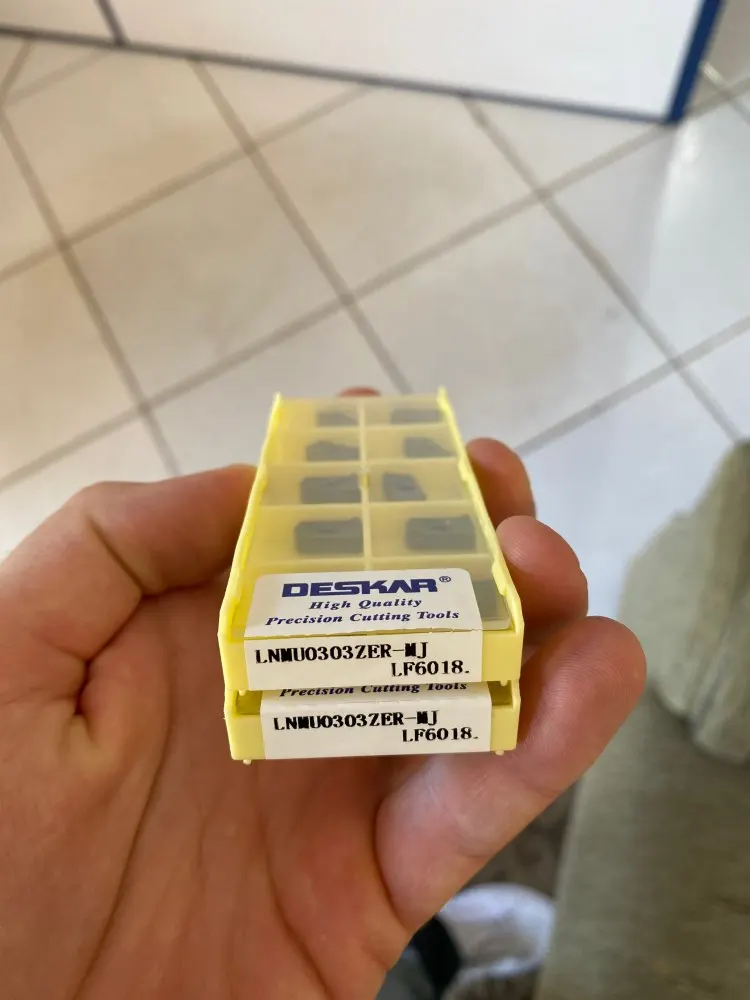 DESKAR®
High Quality
Precision Cutting Tools
LNMU0303ZER-MJ
LF6018.
Precision Cutting Tools
LNMU0303ZER-MJ
LF6018.